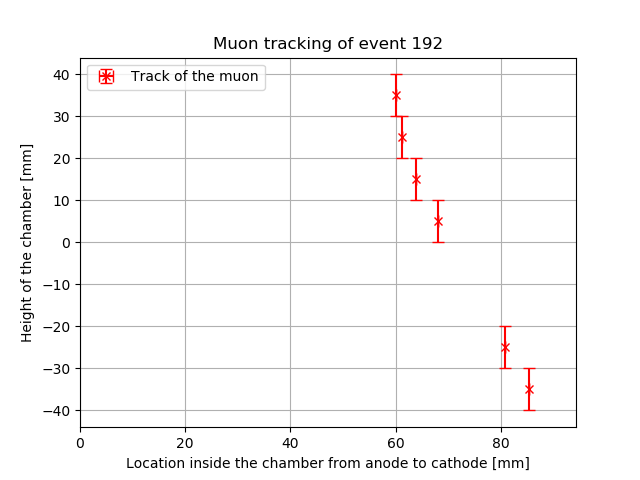 Muon tracking of event 192
Track of the muon
Height of the chamber [mm]
40
30
20
10
0
−10
−20
−30
−40
0 20 40 60 80
Location inside the chamber from anode to cathode [mm]